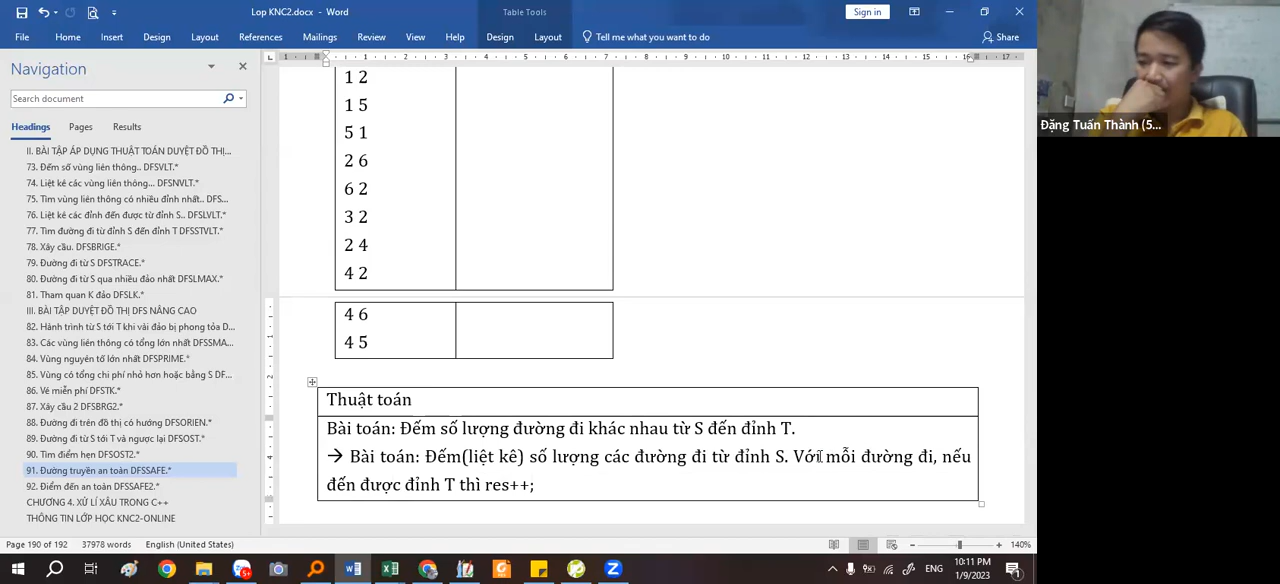 Lop KNC2.docx - Word
Table Tools
Sign in
File Home Insert Design Layout References Mailings Review View Help Design Layout Tell me what you want to do Share
Navigation
Search document
Headings Pages Results
II. BÀI TẬP ÁP DỤNG THUẬT TOÁN DUYỆT ĐỒ THỊ...
73. Đếm số vùng liên thông.. DFSVLT.*
74. Liệt kê các vùng liên thông... DFSNVLT.*
75. Tìm vùng liên thông có nhiều đỉnh nhất.. DFS...
76. Liệt kê các đỉnh đến được từ đỉnh S.. DFSLVLT.*
77. Tìm đường đi từ đỉnh S đến đỉnh T DFSSTVLT.*
78. Xây cầu. DFSBRIGE.*
79. Đường đi từ S DFSTRACE.*
80. Đường đi từ S qua nhiều đảo nhất DFSLMAX.*
81. Tham quan K đảo DFSLK.*
III. BÀI TẬP DUYỆT ĐỒ THỊ DFS NÂNG CAO
82. Hành trình từ S tới T khi vài đảo bị phong tỏa D...
83. Các vùng liên thông có tổng lớn nhất DFSSMA...
84. Vùng nguyên tố lớn nhất DFSPRIME.*
85. Vùng có tổng chi phí nhỏ hơn hoặc bằng S DF...
86. Vé miễn phí DFSTK.*
87. Xây cầu 2 DFSBRG2.*
88. Đường đi trên đồ thị có hướng DFSORIEN.*
89. Đường đi từ S tới T và ngược lại DFSOST.*
90. Tìm điểm hẹn DFSOST2.*
91. Đường truyền an toàn DFSSAFE.*
92. Điểm đến an toàn DFSSAFE2.*
CHƯƠNG 4. XỬ LÍ XÂU TRONG C++
THÔNG TIN LỚP HỌC KNC2-ONLINE
1 2
1 5
5 1
2 6
6 2
3 2
2 4
4 2
4 6
4 5
Thuật toán
Bài toán: Đếm số lượng đường đi khác nhau từ S đến đỉnh T.
→ Bài toán: Đếm(liệt kê) số lượng các đường đi từ đỉnh S. Với mỗi đường đi, nếu
đến được đỉnh T thì res++;
Đặng Tuấn Thành (5...
Page 190 of 192 37978 words English (United States) 140%
ENG 10:11 PM
1/9/2023